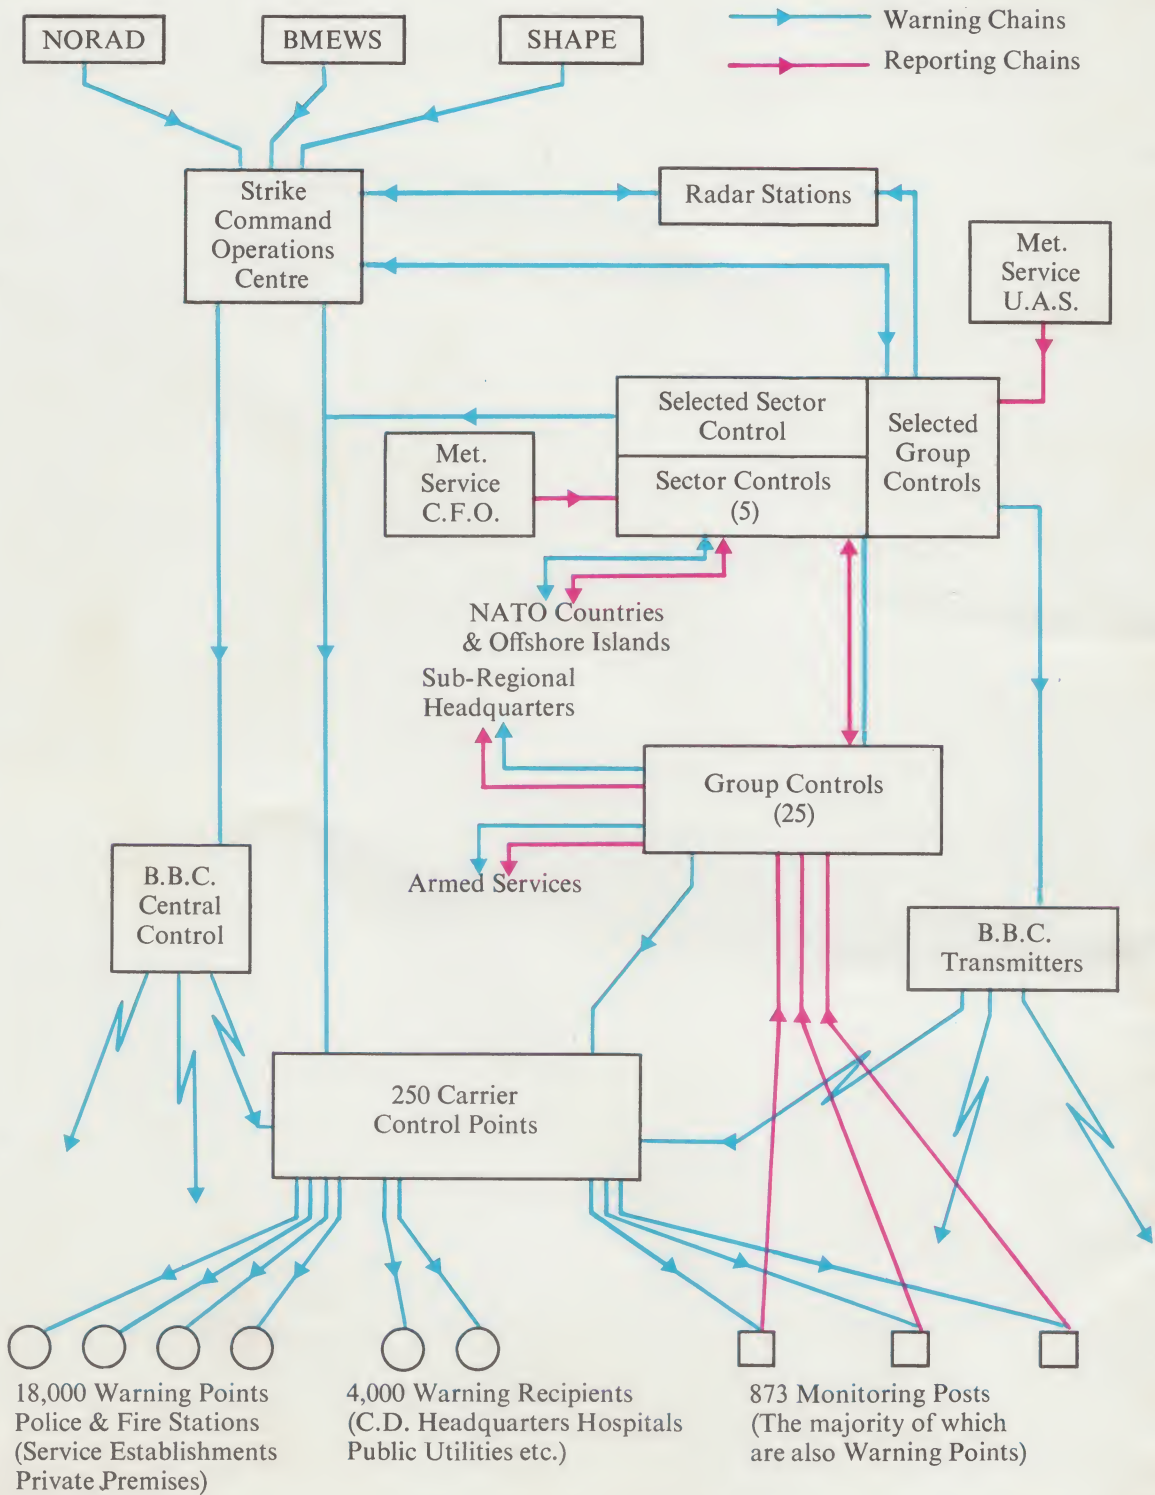 Warning Chains
Reporting Chains
NORAD
BMEWS
SHAPE
Strike
Command
Operations
Centre
Radar Stations
Met.
Service
U.A.S.
Selected Sector
Control
Selected
Group
Controls
Met.
Service
C.F.O.
Sector Controls
(5)
NATO Countries
& Offshore Islands
Sub-Regional
Headquarters
Group Controls
(25)
Armed Services
B.B.C.
Central
Control
B.B.C.
Transmitters
250 Carrier
Control Points
18,000 Warning Points
Police & Fire Stations
(Service Establishments
Private Premises)
4,000 Warning Recipients
(C.D. Headquarters Hospitals
Public Utilities etc.)
873 Monitoring Posts
(The majority of which
are also Warning Points)